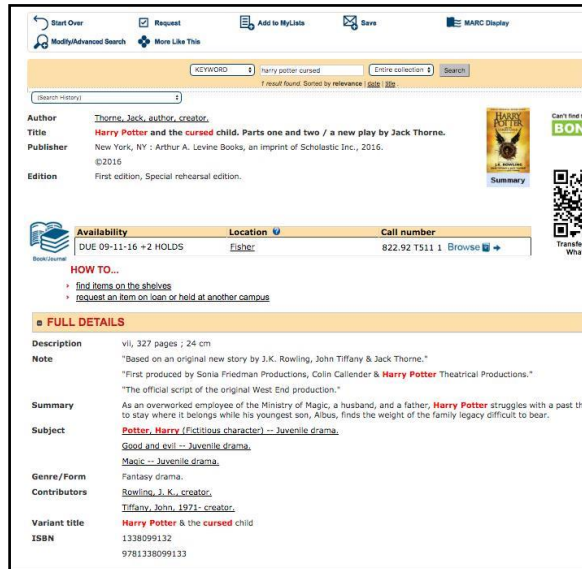 Start Over
Request
Add to MyLists
Save
MARC Display
Modify/Advanced Search
More Like This
KEYWORD
harry potter cursed
Entire collection
Search
1 result found. Sorted by relevance | date | title .
(Search History)
Author Thorne, Jack, author, creator.
Title Harry Potter and the cursed child. Parts one and two / a new play by Jack Thorne.
Publisher New York, NY : Arthur A. Levine Books, an imprint of Scholastic Inc., 2016.
©2016
Edition First edition, Special rehearsal edition.
HARRY POTTER
Summary
Can't find
BON
Transfe
Wha
Book/Journal
Availability Location Call number
DUE 09-11-16 +2 HOLDS Fisher 822.92 T511 1 Browse
HOW TO...
find items on the shelves
request an item on loan or held at another campus
FULL DETAILS
Description vii, 327 pages ; 24 cm
Note "Based on an original new story by J.K. Rowling, John Tiffany & Jack Thorne."
"First produced by Sonia Friedman Productions, Colin Callender & Harry Potter Theatrical Productions."
"The official script of the original West End production."
Summary As an overworked employee of the Ministry of Magic, a husband, and a father, Harry Potter struggles with a past th
to stay where it belongs while his youngest son, Albus, finds the weight of the family legacy difficult to bear.
Subject Potter, Harry (Fictitious character) -- Juvenile drama.
Good and evil -- Juvenile drama.
Magic -- Juvenile drama.
Genre/Form Fantasy drama.
Contributors Rowling, J. K., creator.
Tiffany, John, 1971- creator.
Variant title Harry Potter & the cursed child
ISBN 1338099132
9781338099133